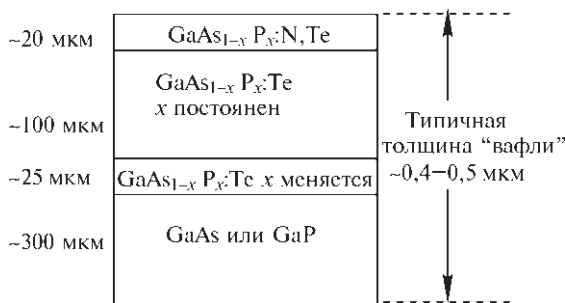 ~20 мкм
GaAs₁₋ₓ Pₓ:N,Te
GaAs₁₋ₓ Pₓ:Te
x постоянен
~100 мкм
~25 мкм
GaAs₁₋ₓ Pₓ:Te x меняется
~300 мкм
GaAs или GaP
Типичная
толщина “вафли”
~0,4–0,5 мкм